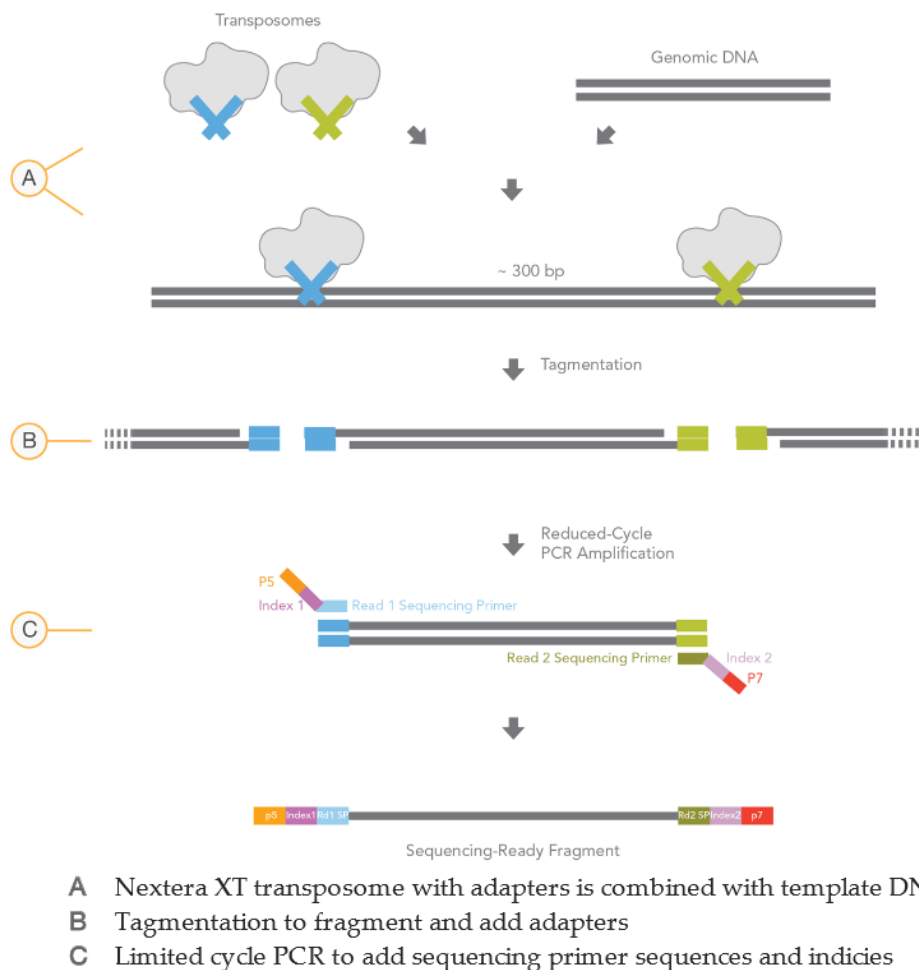 Transposomes
Genomic DNA
A
~ 300 bp
Tagmentation
B
Reduced-Cycle
PCR Amplification
P5
Index 1
Read 1 Sequencing Primer
C
Read 2 Sequencing Primer
Index 2
P7
p5 Index1 Rd1 SP Rd2 SP Index2 p7
Sequencing-Ready Fragment
A Nextera XT transposome with adapters is combined with template DN
B Tagmentation to fragment and add adapters
C Limited cycle PCR to add sequencing primer sequences and indicies